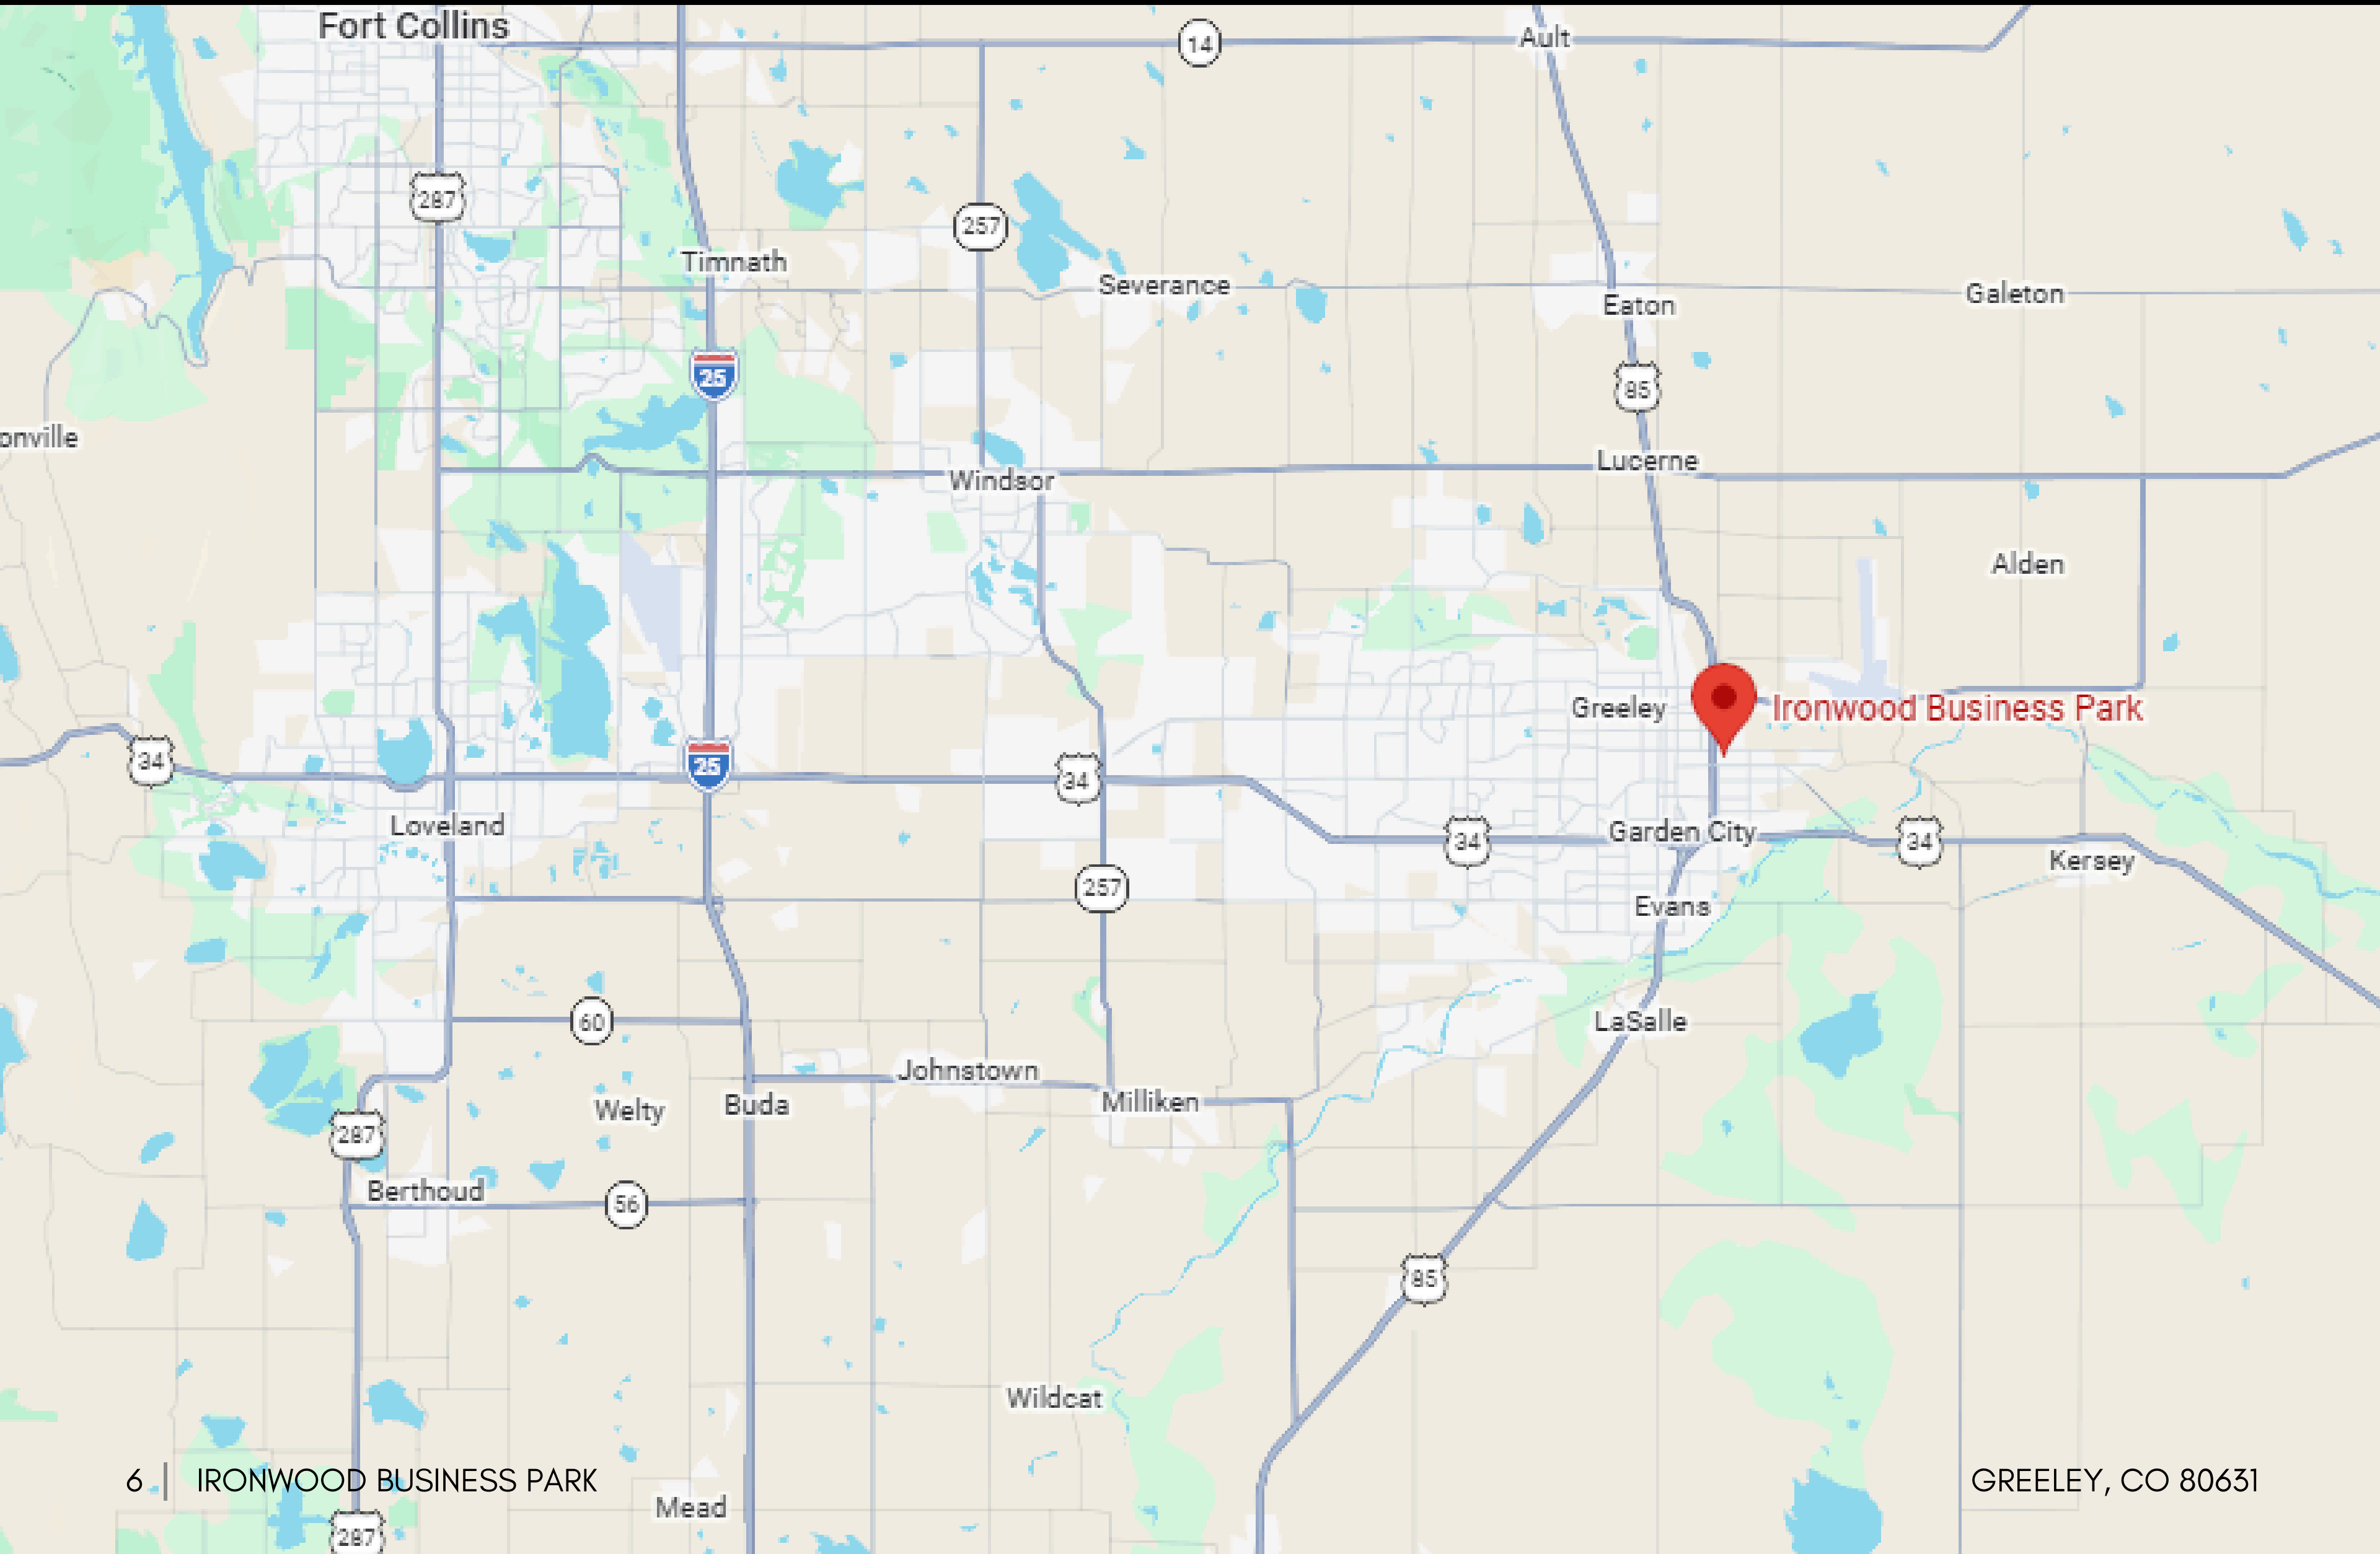 Fort Collins
14
Ault
287
257
Timnath
Severance
Eaton
Galeton
25
85
onville
Lucerne
Windsor
Alden
Greeley
Ironwood Business Park
34
25
34
Loveland
34
Garden City
34
Kersey
257
Evans
60
LaSalle
Johnstown
Welty
Buda
Milliken
287
Berthoud
56
85
Wildcat
6 | IRONWOOD BUSINESS PARK
GREELEY, CO 80631
Mead
287